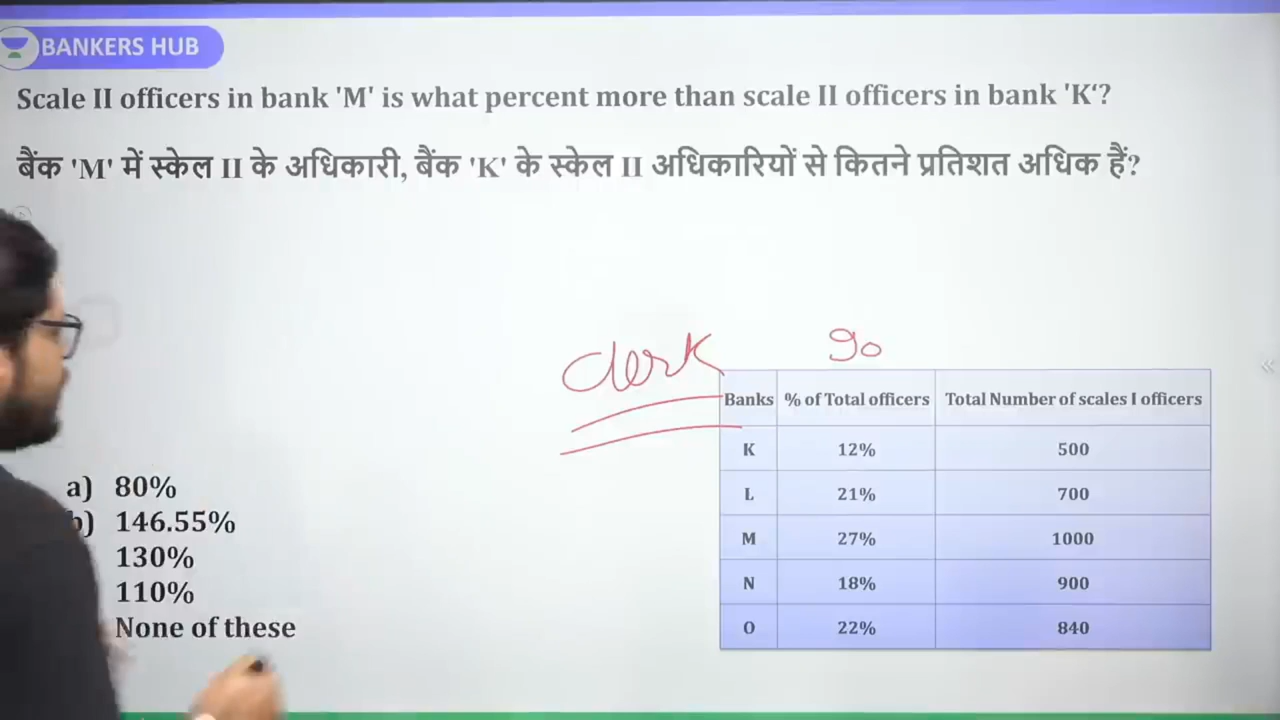 BANKERS HUB
Scale II officers in bank 'M' is what percent more than scale II officers in bank 'K‘?
बैंक 'M' में स्केल II के अधिकारी, बैंक 'K' के स्केल II अधिकारियों से कितने प्रतिशत अधिक हैं?
clerk 90
Banks % of Total officers Total Number of scales I officers
K 12% 500
L 21% 700
M 27% 1000
N 18% 900
O 22% 840
a) 80%
b) 146.55%
130%
110%
None of these